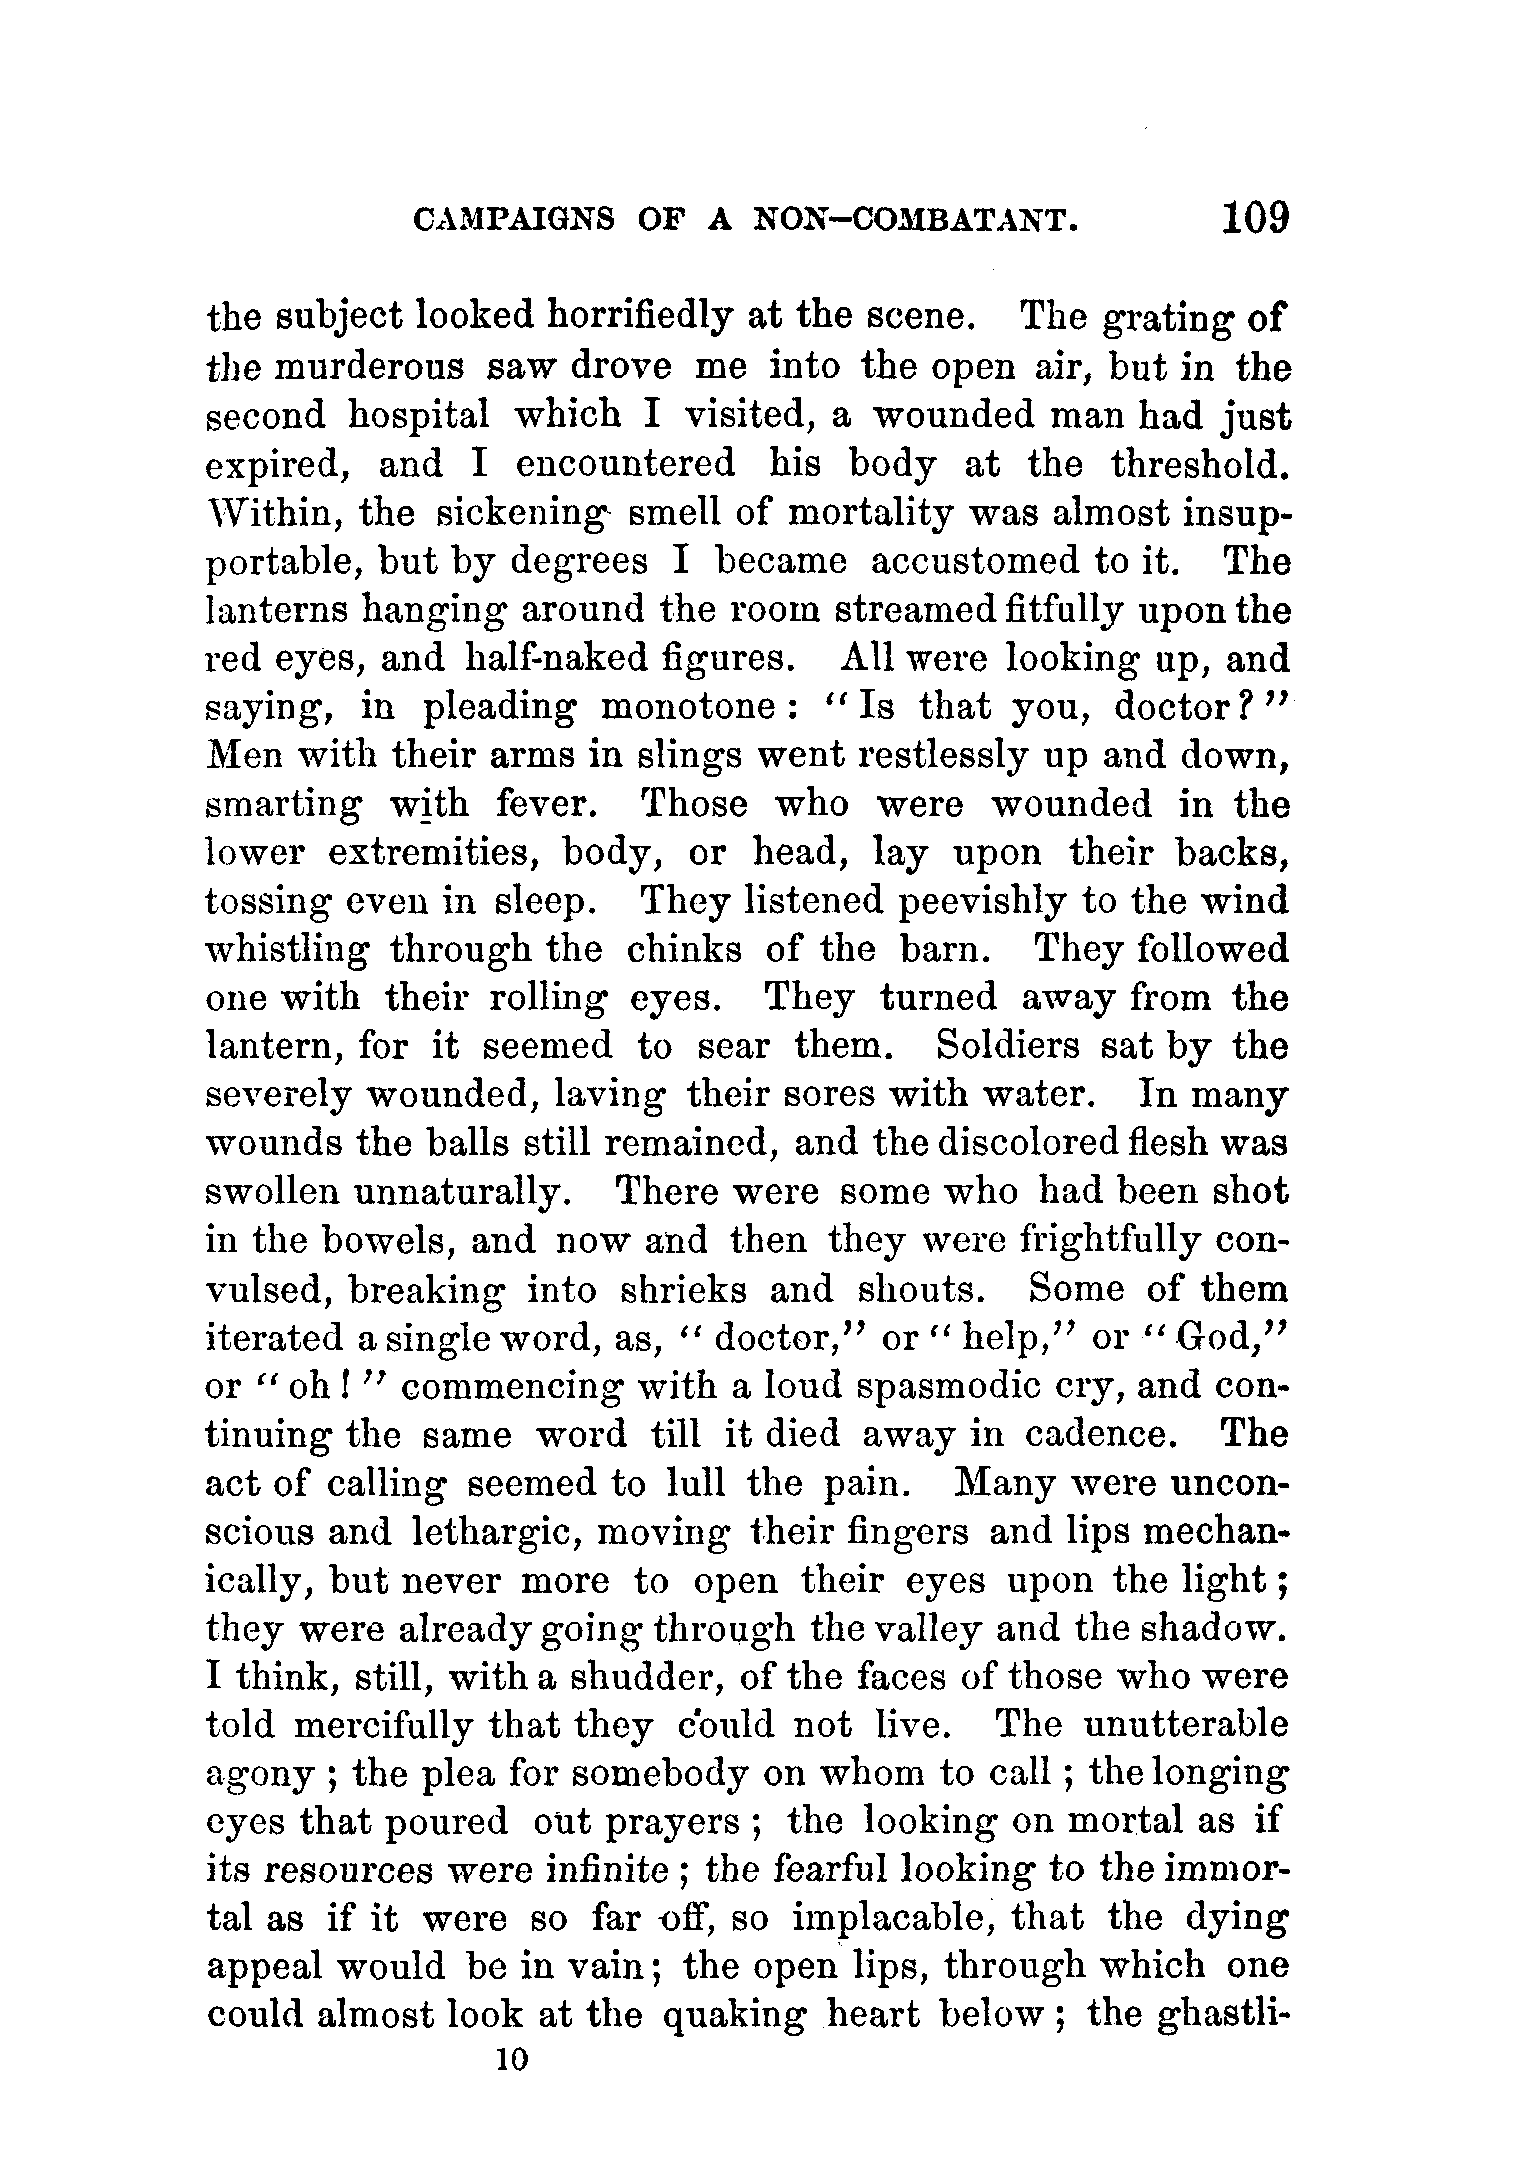 CAMPAIGNS OF A NON-COMBATANT. 109
the subject looked horrifiedly at the scene. The grating of
the murderous saw drove me into the open air, but in the
second hospital which I visited, a wounded man had just
expired, and I encountered his body at the threshold.
Within, the sickening smell of mortality was almost insup-
portable, but by degrees I became accustomed to it. The
lanterns hanging around the room streamed fitfully upon the
red eyes, and half-naked figures. All were looking up, and
saying, in pleading monotone: "Is that you, doctor?"
Men with their arms in slings went restlessly up and down,
smarting with fever. Those who were wounded in the
lower extremities, body, or head, lay upon their backs,
tossing even in sleep. They listened peevishly to the wind
whistling through the chinks of the barn. They followed
one with their rolling eyes. They turned away from the
lantern, for it seemed to sear them. Soldiers sat by the
severely wounded, laving their sores with water. In many
wounds the balls still remained, and the discolored flesh was
swollen unnaturally. There were some who had been shot
in the bowels, and now and then they were frightfully con-
vulsed, breaking into shrieks and shouts. Some of them
iterated a single word, as, "doctor," or "help," or "God,"
or "oh!" commencing with a loud spasmodic cry, and con-
tinuing the same word till it died away in cadence. The
act of calling seemed to lull the pain. Many were uncon-
scious and lethargic, moving their fingers and lips mechan-
ically, but never more to open their eyes upon the light;
they were already going through the valley and the shadow.
I think, still, with a shudder, of the faces of those who were
told mercifully that they could not live. The unutterable
agony; the plea for somebody on whom to call; the longing
eyes that poured out prayers; the looking on mortal as if
its resources were infinite; the fearful looking to the immor-
tal as if it were so far off, so implacable, that the dying
appeal would be in vain; the open lips, through which one
could almost look at the quaking heart below; the ghastli-
10